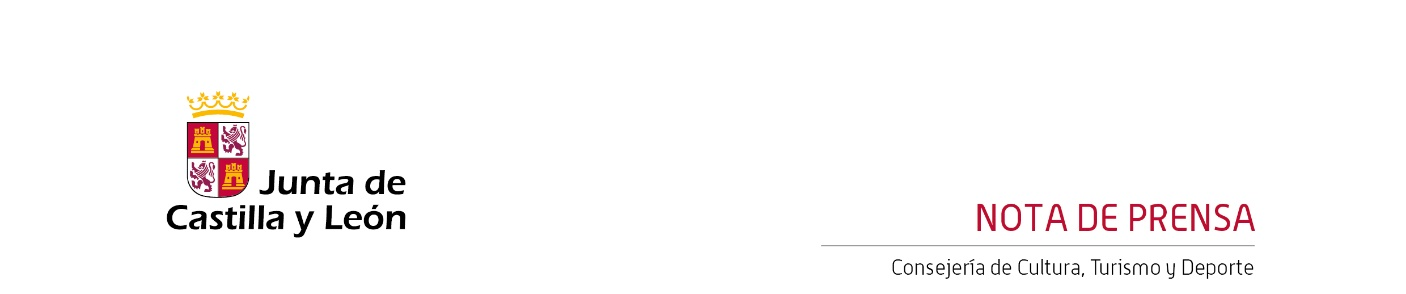 Junta de
Castilla y León
NOTA DE PRENSA
Consejería de Cultura, Turismo y Deporte